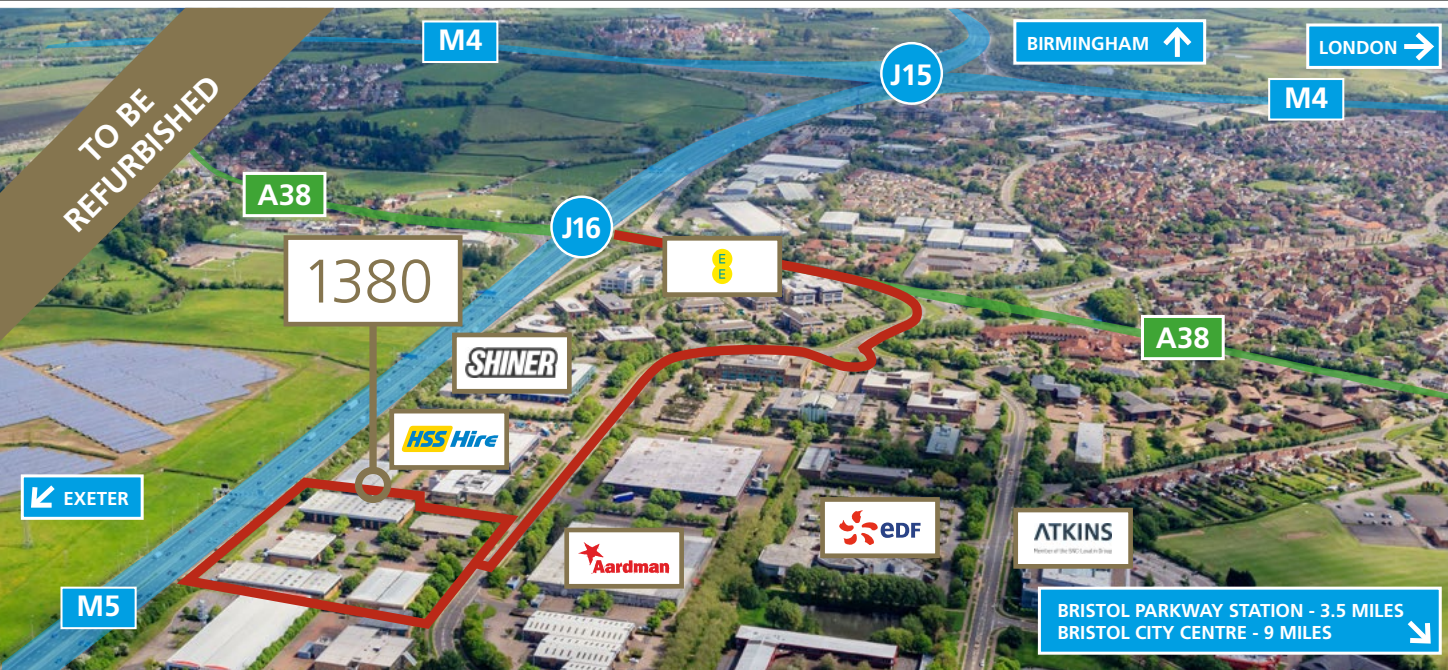 TO BE
REFURBISHED
M4
J15
BIRMINGHAM
LONDON
M4
A38
J16
1380
E
E
A38
SHINER
HSS Hire
EXETER
M5
Aardman
eDF
ATKINS
Member of the SNC-Lavalin Group
BRISTOL PARKWAY STATION - 3.5 MILES
BRISTOL CITY CENTRE - 9 MILES